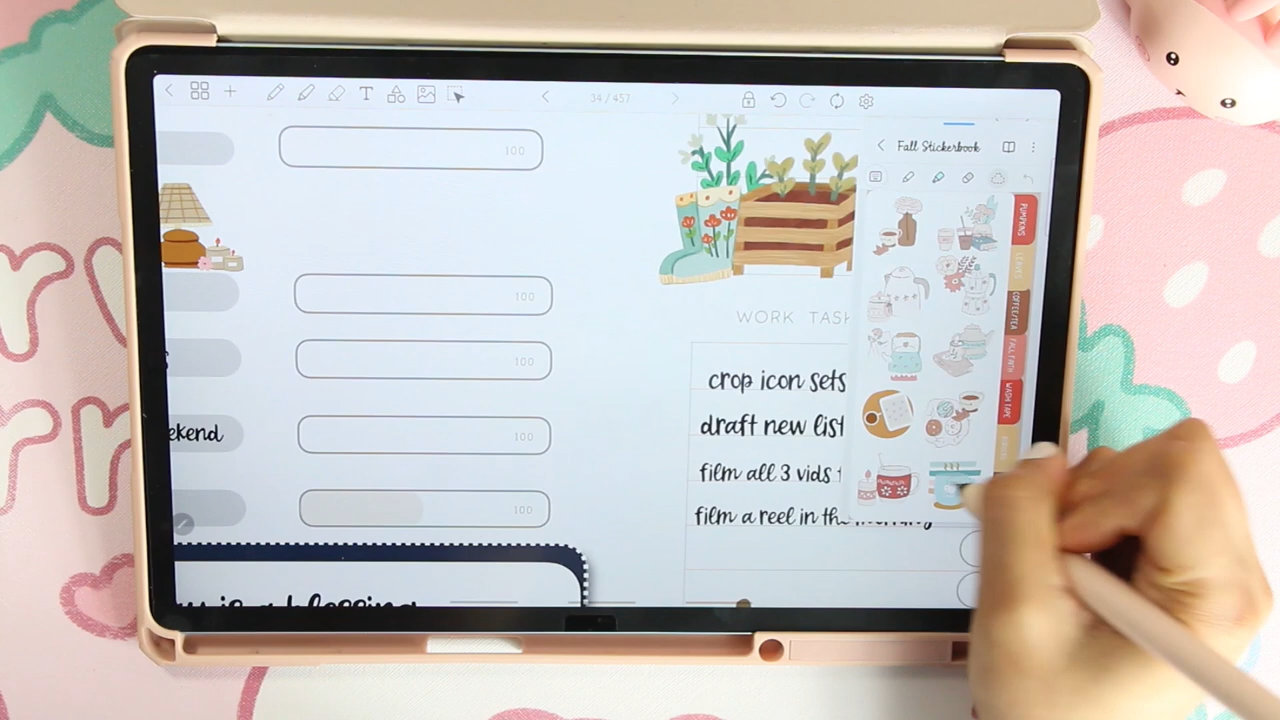 34 / 457
100
Fall Stickerbook
PUMPKINS
LEAVES
COFFEE/TEA
FALL FAITH
WASHI TAPE
100
WORK TASK
100
crop icon sets
draft new list
ekend
100
film all 3 vids
100
film a reel in the morning
is a blessing